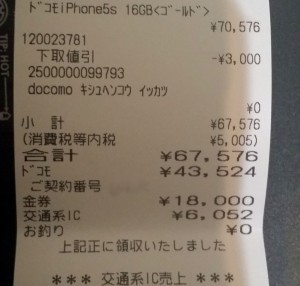 ﾄﾞｺﾓiPhone5s 16GB<ｺﾞｰﾙﾄﾞ>
¥70,576
120023781
下取値引 -¥3,000
2500000099793
docomo ｷｼｭﾍﾝｺｳ ｲｯｶﾂ
¥0
小 計 ¥67,576
(消費税等内税 ¥5,005)
合計 ¥67,576
ﾄﾞｺﾓ ¥43,524
ご契約番号
金券 ¥18,000
交通系IC ¥6,052
お釣り ¥0
上記正に領収いたしました
*** 交通系IC売上 ***
TIP: HOT